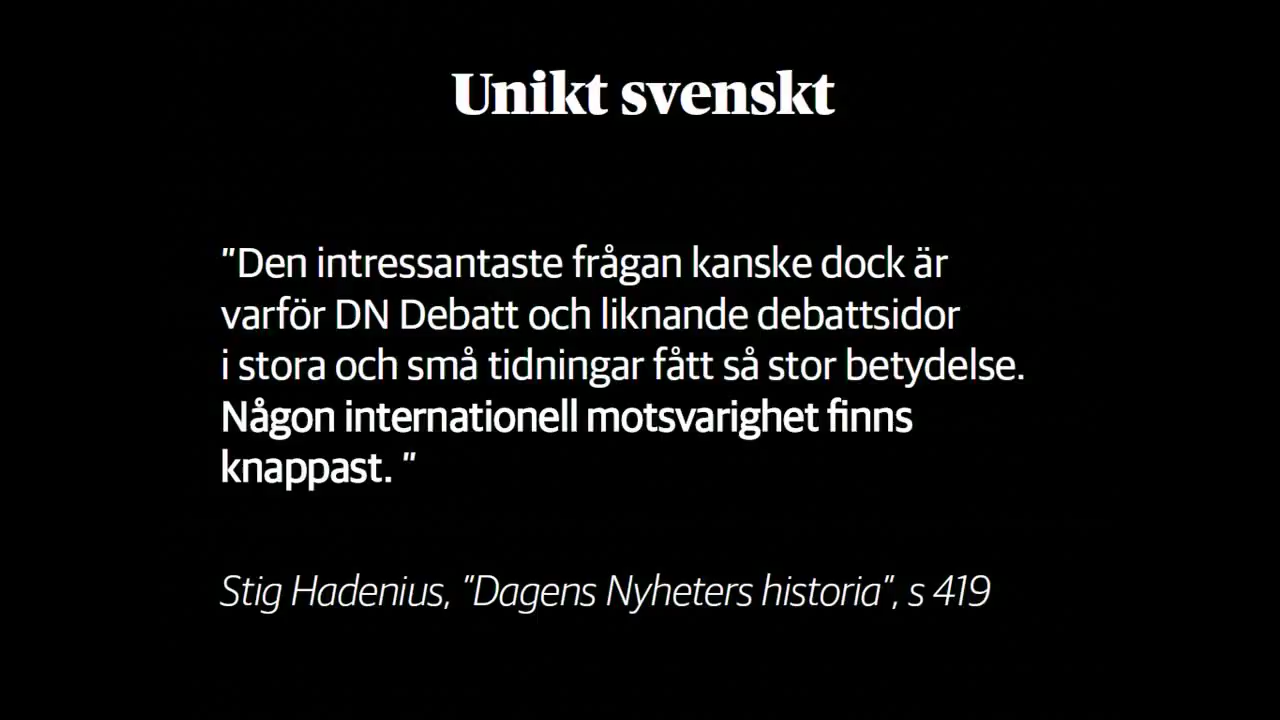 Unikt svenskt
"Den intressantaste frågan kanske dock är
varför DN Debatt och liknande debattsidor
i stora och små tidningar fått så stor betydelse.
Någon internationell motsvarighet finns
knappast. "
Stig Hadenius, "Dagens Nyheters historia", s 419